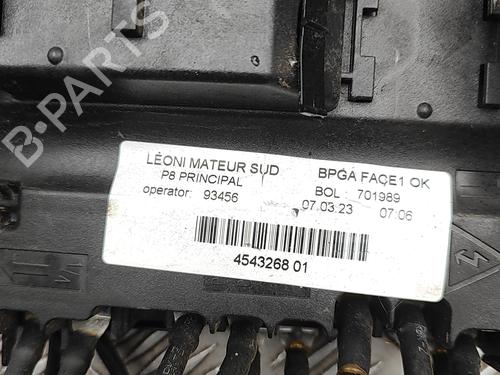 B-PARTS
LEONI MATEUR SUD
P8 PRINCIPAL
operator: 93456
BPGA FACE1 OK
BOL : 701989
07.03.23 07:06
4543268 01